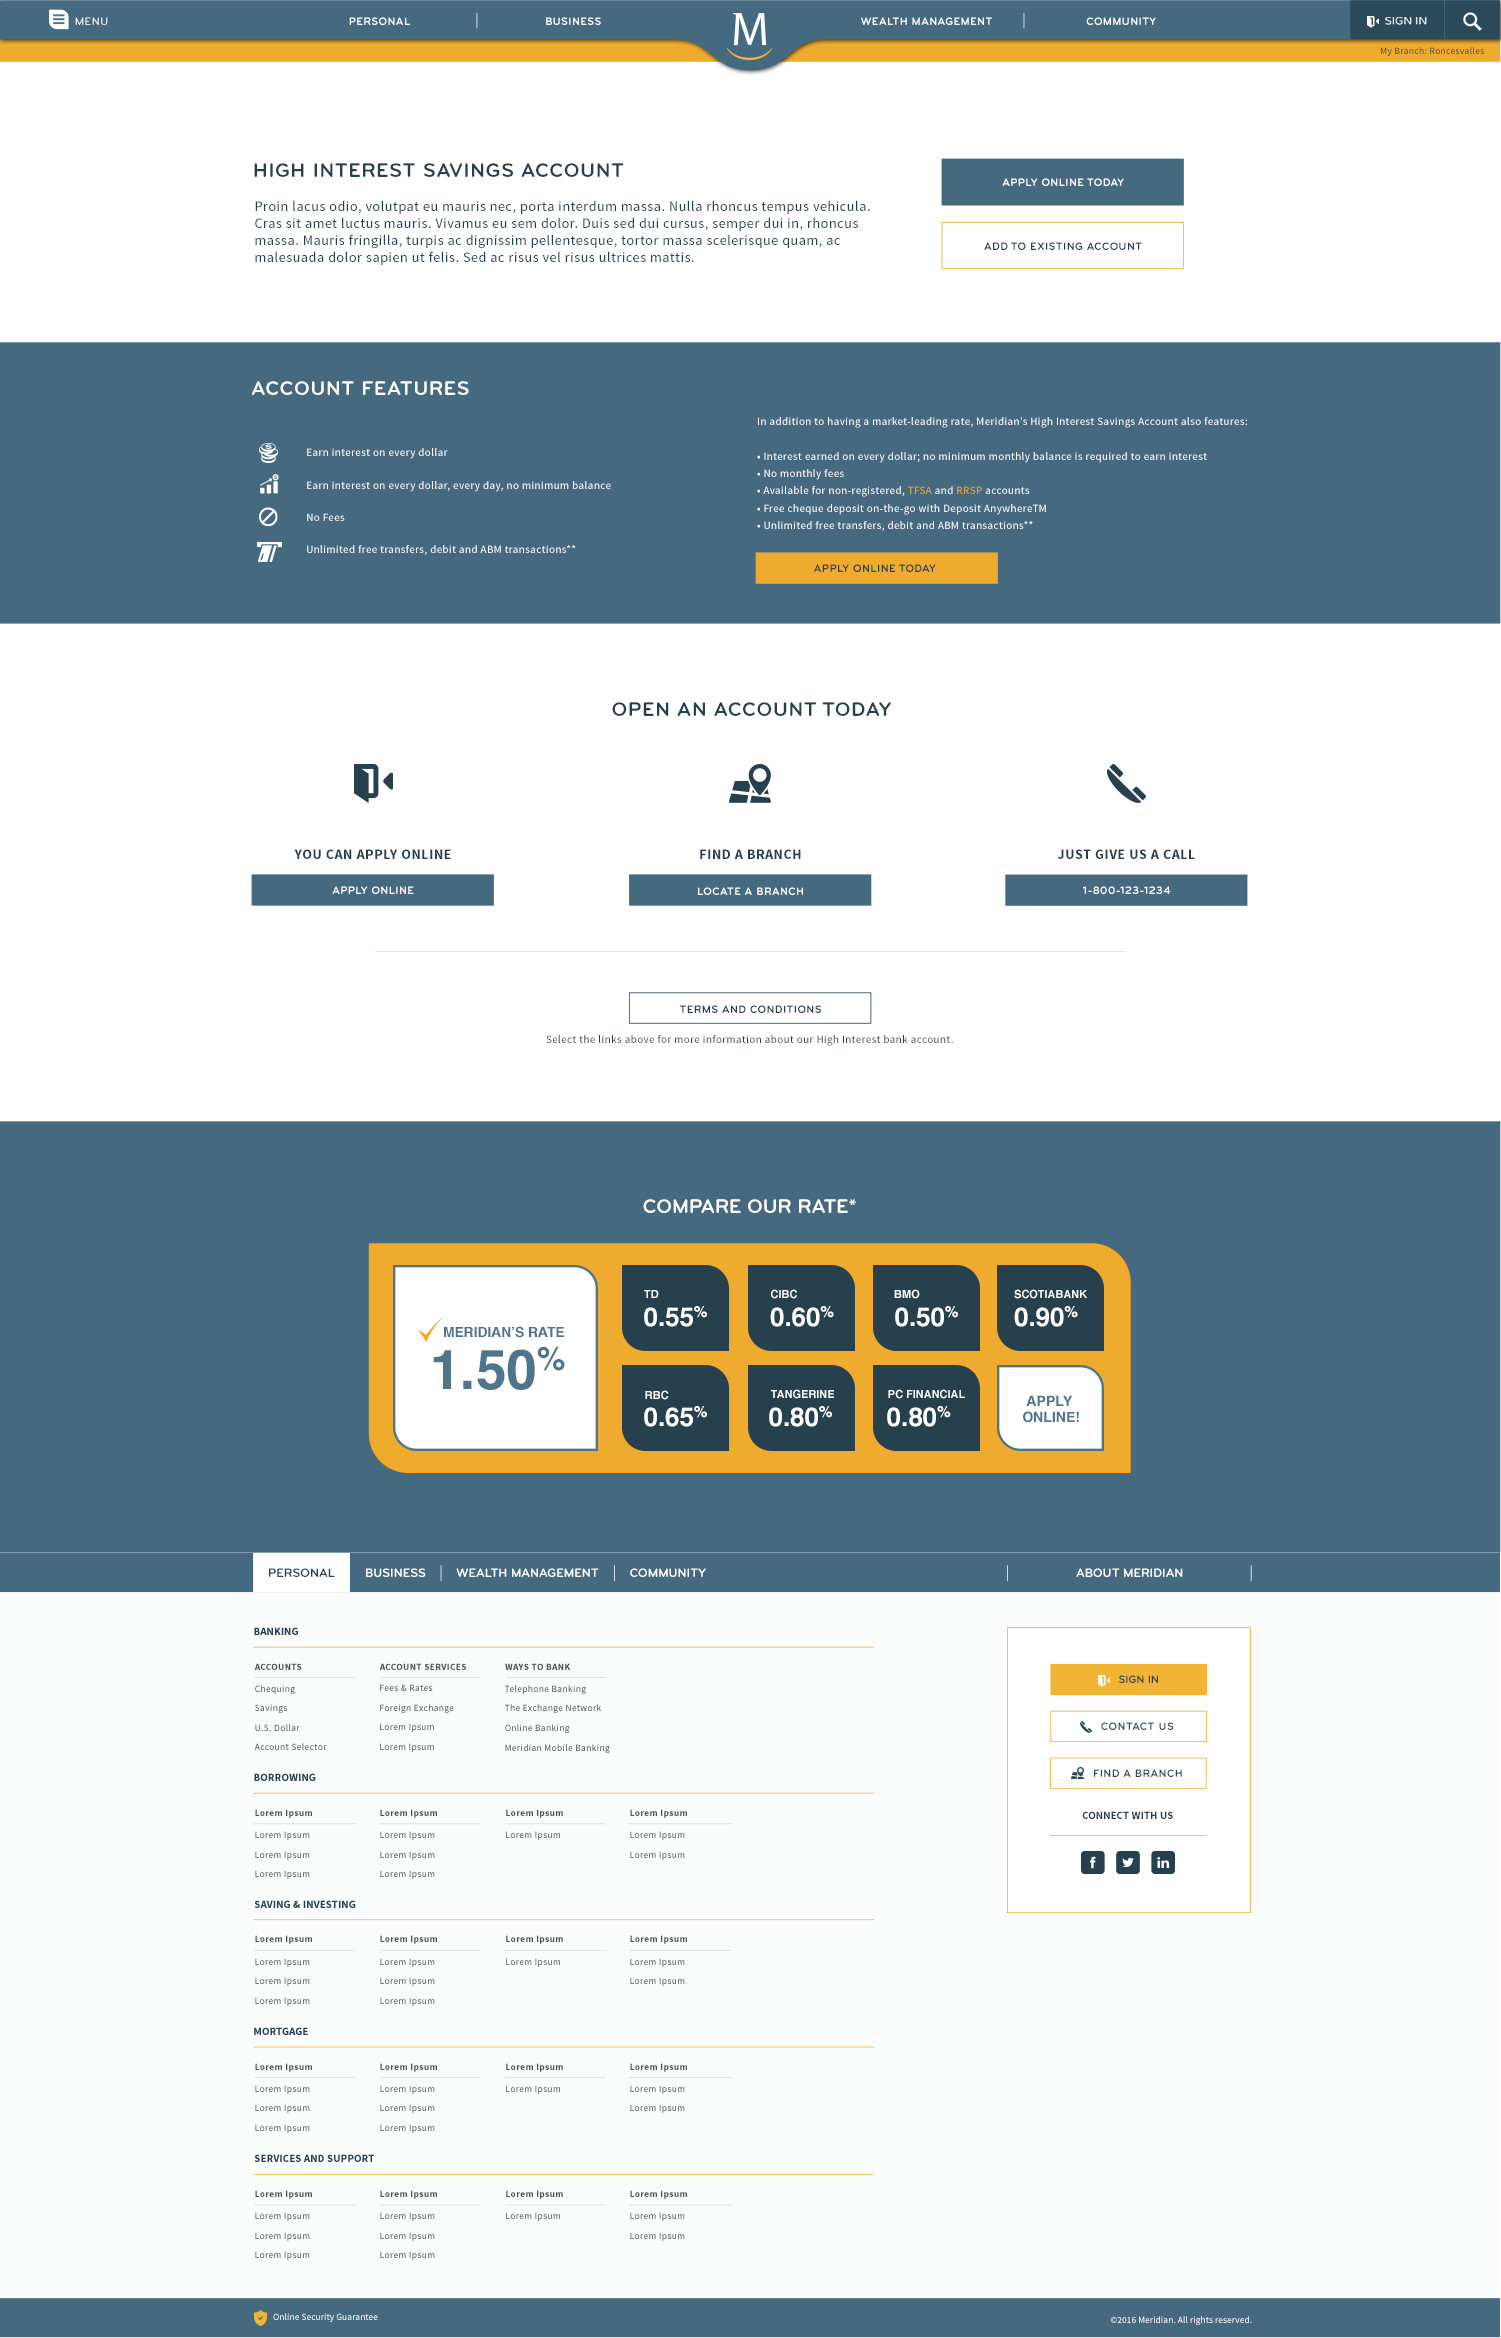 MENU
PERSONAL
BUSINESS
M
WEALTH MANAGEMENT
COMMUNITY
SIGN IN
My Branch: Roncesvalles
HIGH INTEREST SAVINGS ACCOUNT
Proin lacus odio, volutpat eu mauris nec, porta interdum massa. Nulla rhoncus tempus vehicula.
Cras sit amet luctus mauris. Vivamus eu sem dolor. Duis sed dui cursus, semper dui in, rhoncus
massa. Mauris fringilla, turpis ac dignissim pellentesque, tortor massa scelerisque quam, ac
malesuada dolor sapien ut felis. Sed ac risus vel risus ultrices mattis.
APPLY ONLINE TODAY
ADD TO EXISTING ACCOUNT
ACCOUNT FEATURES
Earn interest on every dollar
Earn interest on every dollar, every day, no minimum balance
No Fees
Unlimited free transfers, debit and ABM transactions**
In addition to having a market-leading rate, Meridian's High Interest Savings Account also features:
• Interest earned on every dollar; no minimum monthly balance is required to earn interest
• No monthly fees
• Available for non-registered, TFSA and RRSP accounts
• Free cheque deposit on-the-go with Deposit AnywhereTM
• Unlimited free transfers, debit and ABM transactions**
APPLY ONLINE TODAY
OPEN AN ACCOUNT TODAY
YOU CAN APPLY ONLINE
APPLY ONLINE
FIND A BRANCH
LOCATE A BRANCH
JUST GIVE US A CALL
1-800-123-1234
TERMS AND CONDITIONS
Select the links above for more information about our High Interest bank account.
COMPARE OUR RATE*
MERIDIAN'S RATE
1.50%
TD
0.55%
CIBC
0.60%
BMO
0.50%
SCOTIABANK
0.90%
RBC
0.65%
TANGERINE
0.80%
PC FINANCIAL
0.80%
APPLY
ONLINE!
PERSONAL
BUSINESS
WEALTH MANAGEMENT
COMMUNITY
ABOUT MERIDIAN
BANKING
ACCOUNTS
Chequing
Savings
U.S. Dollar
Account Selector
ACCOUNT SERVICES
Fees & Rates
Foreign Exchange
Lorem Ipsum
Lorem Ipsum
WAYS TO BANK
Telephone Banking
The Exchange Network
Online Banking
Meridian Mobile Banking
BORROWING
Lorem Ipsum
Lorem Ipsum
Lorem Ipsum
Lorem Ipsum
Lorem Ipsum
Lorem Ipsum
Lorem Ipsum
Lorem Ipsum
Lorem Ipsum
Lorem Ipsum
Lorem Ipsum
Lorem Ipsum
Lorem Ipsum
SAVING & INVESTING
Lorem Ipsum
Lorem Ipsum
Lorem Ipsum
Lorem Ipsum
Lorem Ipsum
Lorem Ipsum
Lorem Ipsum
Lorem Ipsum
Lorem Ipsum
Lorem Ipsum
Lorem Ipsum
Lorem Ipsum
Lorem Ipsum
MORTGAGE
Lorem Ipsum
Lorem Ipsum
Lorem Ipsum
Lorem Ipsum
Lorem Ipsum
Lorem Ipsum
Lorem Ipsum
Lorem Ipsum
Lorem Ipsum
Lorem Ipsum
Lorem Ipsum
Lorem Ipsum
Lorem Ipsum
SERVICES AND SUPPORT
Lorem Ipsum
Lorem Ipsum
Lorem Ipsum
Lorem Ipsum
Lorem Ipsum
Lorem Ipsum
Lorem Ipsum
Lorem Ipsum
Lorem Ipsum
Lorem Ipsum
Lorem Ipsum
Lorem Ipsum
Lorem Ipsum
SIGN IN
CONTACT US
FIND A BRANCH
CONNECT WITH US
f
in
Online Security Guarantee
©2016 Meridian. All rights reserved.